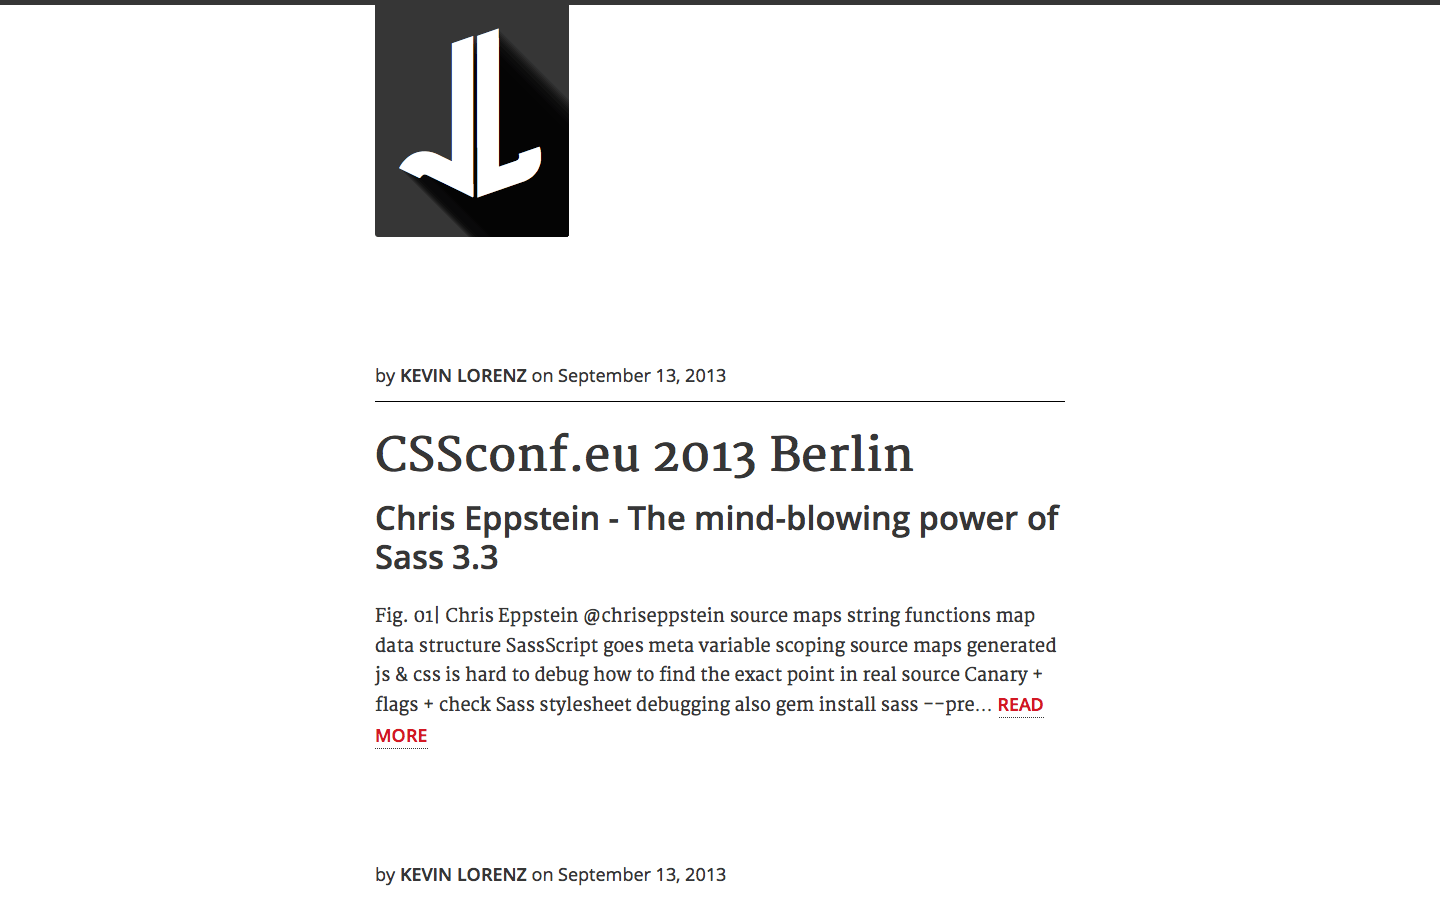 by KEVIN LORENZ on September 13, 2013
CSSconf.eu 2013 Berlin
Chris Eppstein - The mind-blowing power of
Sass 3.3
Fig. 01| Chris Eppstein @chriseppstein source maps string functions map
data structure SassScript goes meta variable scoping source maps generated
js & css is hard to debug how to find the exact point in real source Canary +
flags + check Sass stylesheet debugging also gem install sass --pre... READ
MORE
by KEVIN LORENZ on September 13, 2013